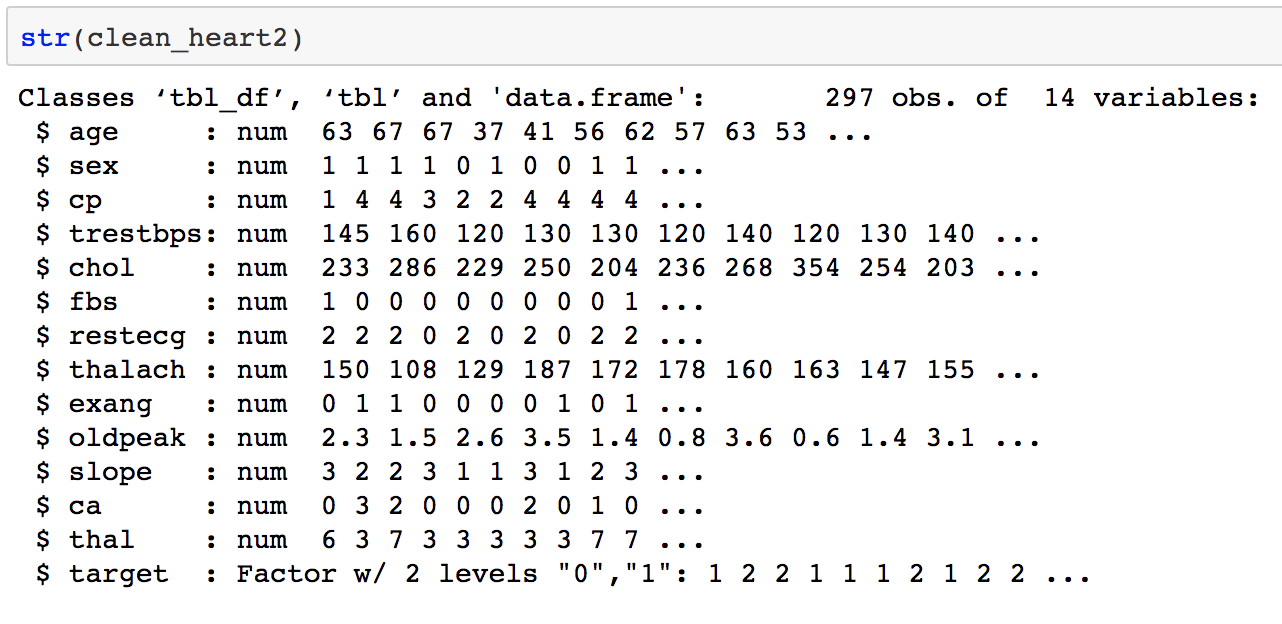 str(clean_heart2)
Classes ‘tbl_df’, ‘tbl’ and 'data.frame':       297 obs. of  14 variables:
 $ age     : num  63 67 67 37 41 56 62 57 63 53 ...
 $ sex     : num  1 1 1 1 0 1 0 0 1 1 ...
 $ cp      : num  1 4 4 3 2 2 4 4 4 4 ...
 $ trestbps: num  145 160 120 130 130 120 140 120 130 140 ...
 $ chol    : num  233 286 229 250 204 236 268 354 254 203 ...
 $ fbs     : num  1 0 0 0 0 0 0 0 0 1 ...
 $ restecg : num  2 2 2 0 2 0 2 0 2 2 ...
 $ thalach : num  150 108 129 187 172 178 160 163 147 155 ...
 $ exang   : num  0 1 1 0 0 0 0 1 0 1 ...
 $ oldpeak : num  2.3 1.5 2.6 3.5 1.4 0.8 3.6 0.6 1.4 3.1 ...
 $ slope   : num  3 2 2 3 1 1 3 1 2 3 ...
 $ ca      : num  0 3 2 0 0 0 2 0 1 0 ...
 $ thal    : num  6 3 7 3 3 3 3 3 7 7 ...
 $ target  : Factor w/ 2 levels "0","1": 1 2 2 1 1 1 2 1 2 2 ...